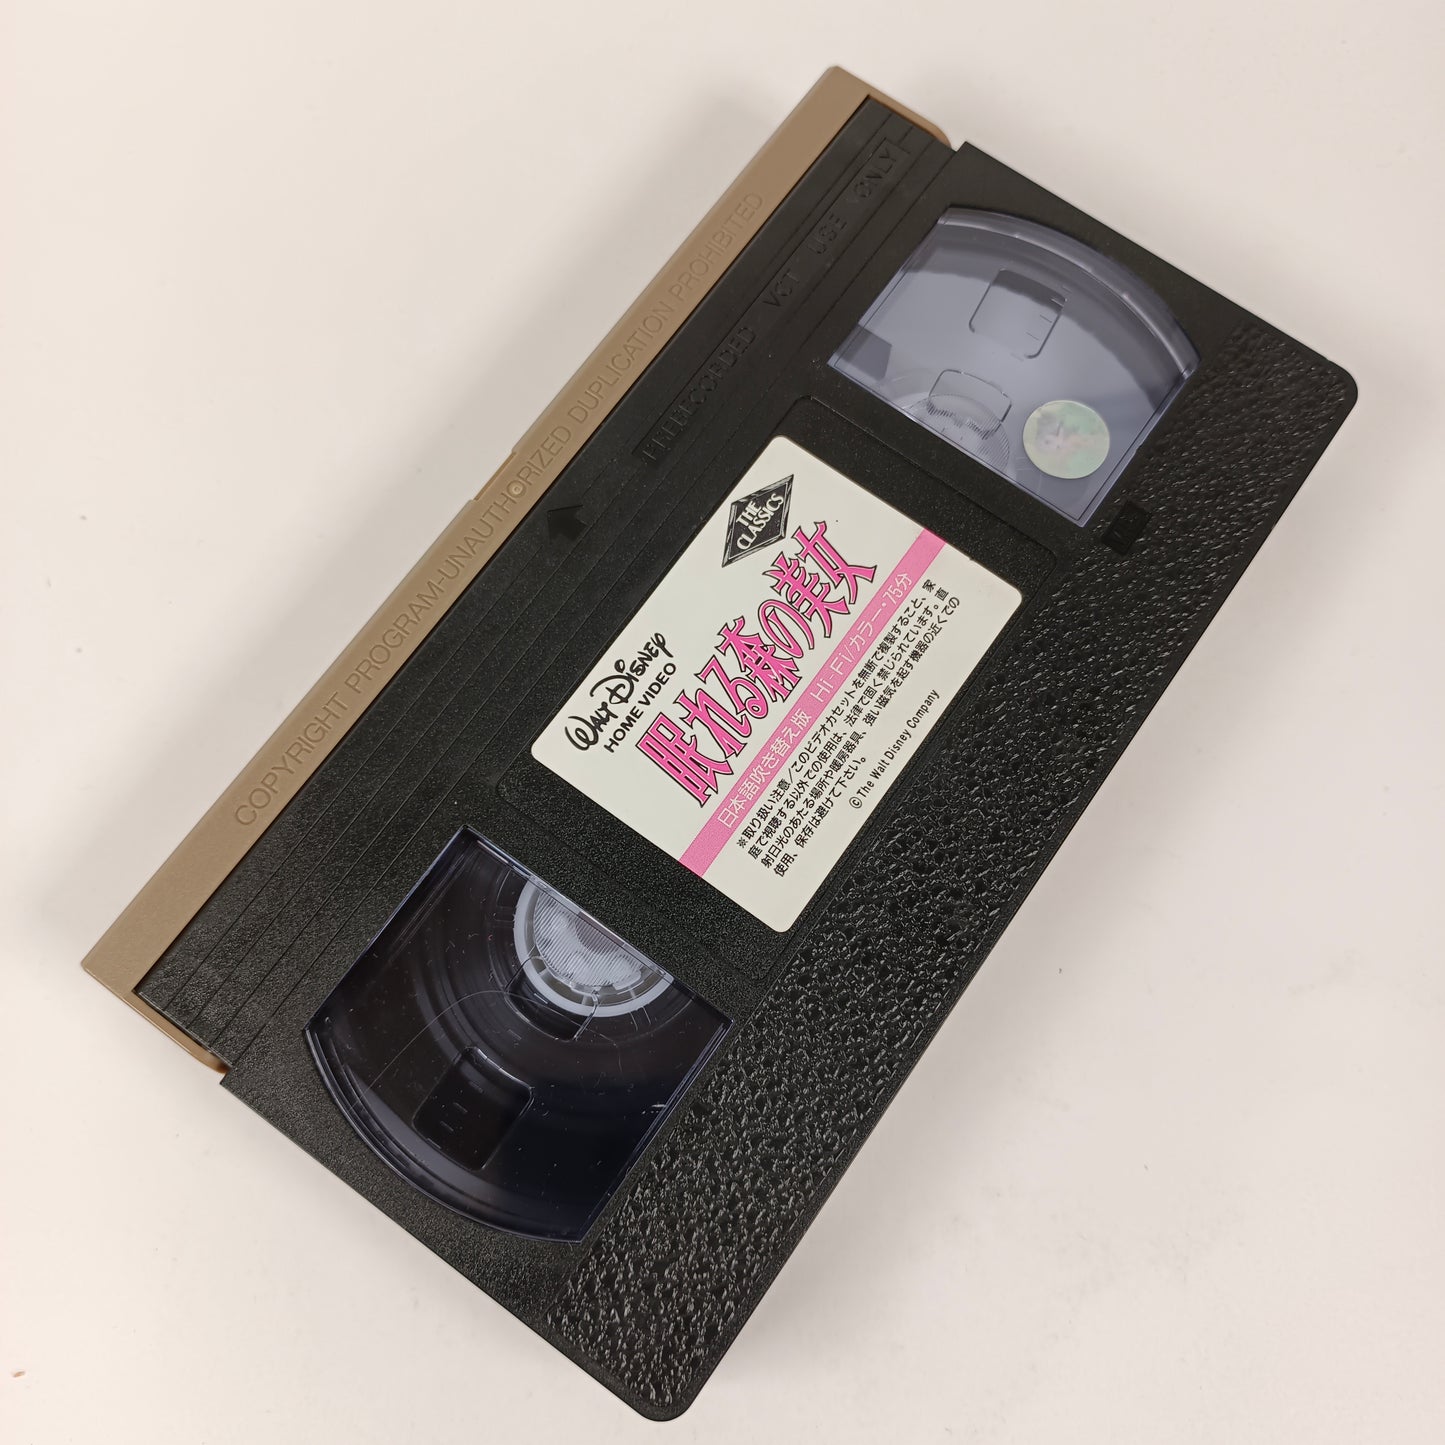 COPYRIGHT PROGRAM-UNAUTHORIZED DUPLICATION PROHIBITED
PRERECORDED VCT USE ONLY
THE
CLASSICS
WALT DISNEY
HOME VIDEO
眠れる森の美女
日本語吹き替え版 Hi-Fi/カラー・75分
※取り扱い注意/このビデオカセットを無断で複製すること、家
庭で視聴する以外での使用は、法律で固く禁じられています。直
射日光のあたる場所や暖房器具、強い磁気を起す機器の近くでの
使用、保存は避けて下さい。
©The Walt Disney Company